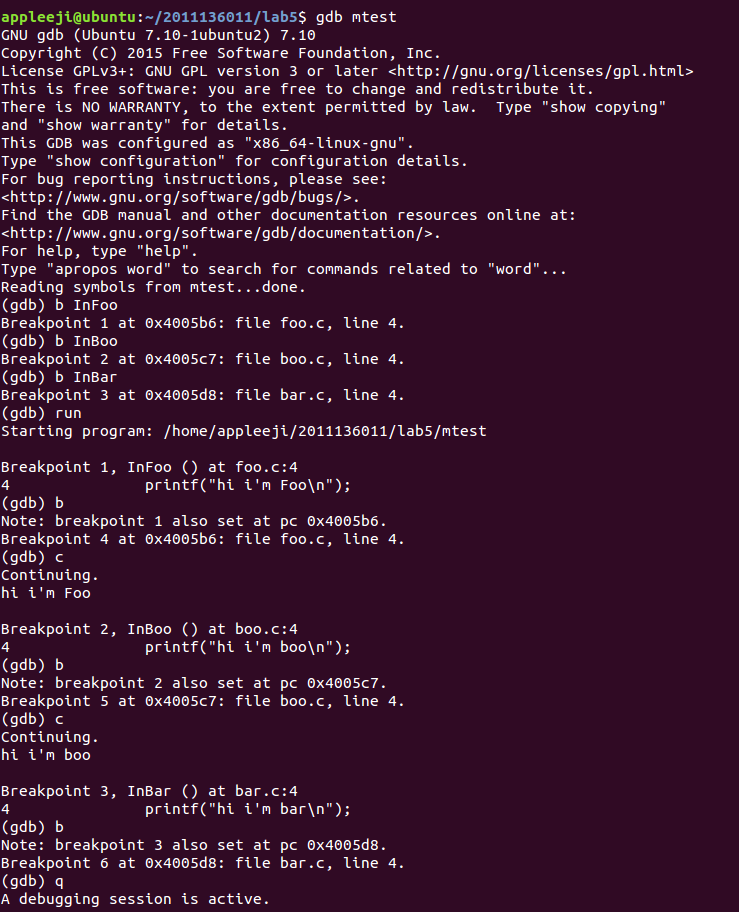 appleeji@ubuntu:~/2011136011/lab5$ gdb mtest
GNU gdb (Ubuntu 7.10-1ubuntu2) 7.10
Copyright (C) 2015 Free Software Foundation, Inc.
License GPLv3+: GNU GPL version 3 or later <http://gnu.org/licenses/gpl.html>
This is free software: you are free to change and redistribute it.
There is NO WARRANTY, to the extent permitted by law.  Type "show copying"
and "show warranty" for details.
This GDB was configured as "x86_64-linux-gnu".
Type "show configuration" for configuration details.
For bug reporting instructions, please see:
<http://www.gnu.org/software/gdb/bugs/>.
Find the GDB manual and other documentation resources online at:
<http://www.gnu.org/software/gdb/documentation/>.
For help, type "help".
Type "apropos word" to search for commands related to "word"...
Reading symbols from mtest...done.
(gdb) b InFoo
Breakpoint 1 at 0x4005b6: file foo.c, line 4.
(gdb) b InBoo
Breakpoint 2 at 0x4005c7: file boo.c, line 4.
(gdb) b InBar
Breakpoint 3 at 0x4005d8: file bar.c, line 4.
(gdb) run
Starting program: /home/appleeji/2011136011/lab5/mtest

Breakpoint 1, InFoo () at foo.c:4
4               printf("hi i'm Foo\n");
(gdb) b
Note: breakpoint 1 also set at pc 0x4005b6.
Breakpoint 4 at 0x4005b6: file foo.c, line 4.
(gdb) c
Continuing.
hi i'm Foo

Breakpoint 2, InBoo () at boo.c:4
4               printf("hi i'm boo\n");
(gdb) b
Note: breakpoint 2 also set at pc 0x4005c7.
Breakpoint 5 at 0x4005c7: file boo.c, line 4.
(gdb) c
Continuing.
hi i'm boo

Breakpoint 3, InBar () at bar.c:4
4               printf("hi i'm bar\n");
(gdb) b
Note: breakpoint 3 also set at pc 0x4005d8.
Breakpoint 6 at 0x4005d8: file bar.c, line 4.
(gdb) q
A debugging session is active.